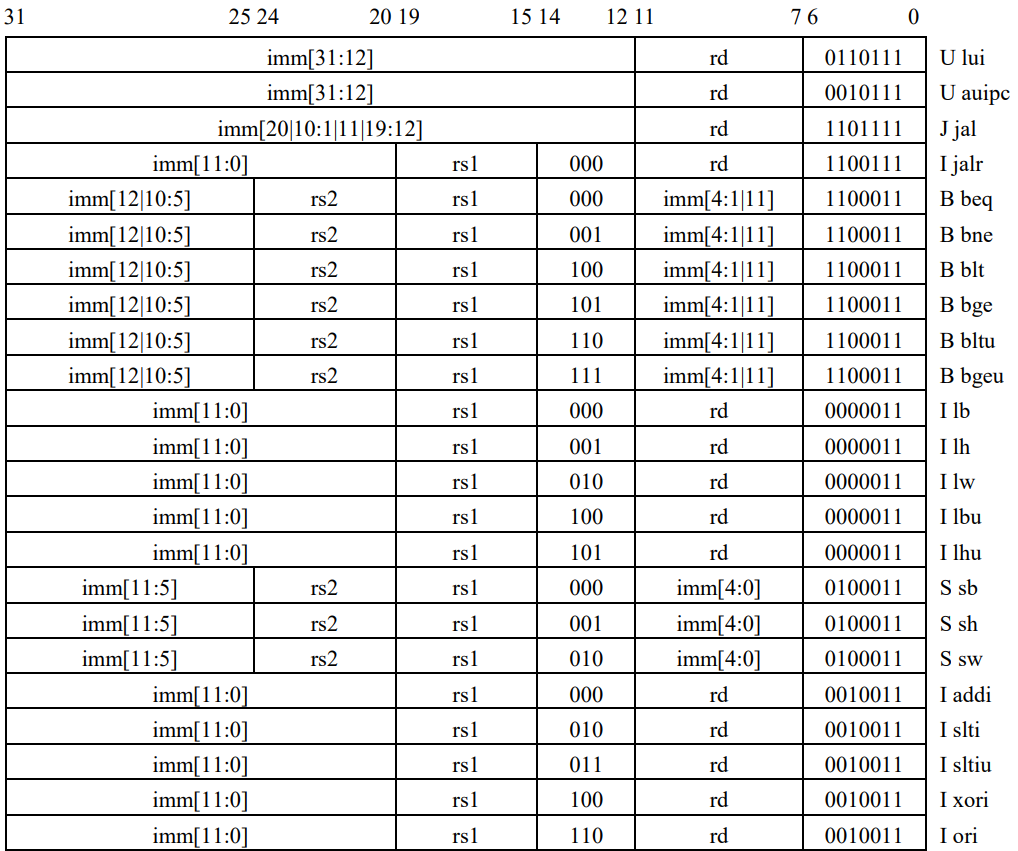 31 25 24 20 19 15 14 12 11 7 6 0
imm[31:12] rd 0110111 U lui
imm[31:12] rd 0010111 U auipc
imm[20|10:1|11|19:12] rd 1101111 J jal
imm[11:0] rs1 000 rd 1100111 I jalr
imm[12|10:5] rs2 rs1 000 imm[4:1|11] 1100011 B beq
imm[12|10:5] rs2 rs1 001 imm[4:1|11] 1100011 B bne
imm[12|10:5] rs2 rs1 100 imm[4:1|11] 1100011 B blt
imm[12|10:5] rs2 rs1 101 imm[4:1|11] 1100011 B bge
imm[12|10:5] rs2 rs1 110 imm[4:1|11] 1100011 B bltu
imm[12|10:5] rs2 rs1 111 imm[4:1|11] 1100011 B bgeu
imm[11:0] rs1 000 rd 0000011 I lb
imm[11:0] rs1 001 rd 0000011 I lh
imm[11:0] rs1 010 rd 0000011 I lw
imm[11:0] rs1 100 rd 0000011 I lbu
imm[11:0] rs1 101 rd 0000011 I lhu
imm[11:5] rs2 rs1 000 imm[4:0] 0100011 S sb
imm[11:5] rs2 rs1 001 imm[4:0] 0100011 S sh
imm[11:5] rs2 rs1 010 imm[4:0] 0100011 S sw
imm[11:0] rs1 000 rd 0010011 I addi
imm[11:0] rs1 010 rd 0010011 I slti
imm[11:0] rs1 011 rd 0010011 I sltiu
imm[11:0] rs1 100 rd 0010011 I xori
imm[11:0] rs1 110 rd 0010011 I ori